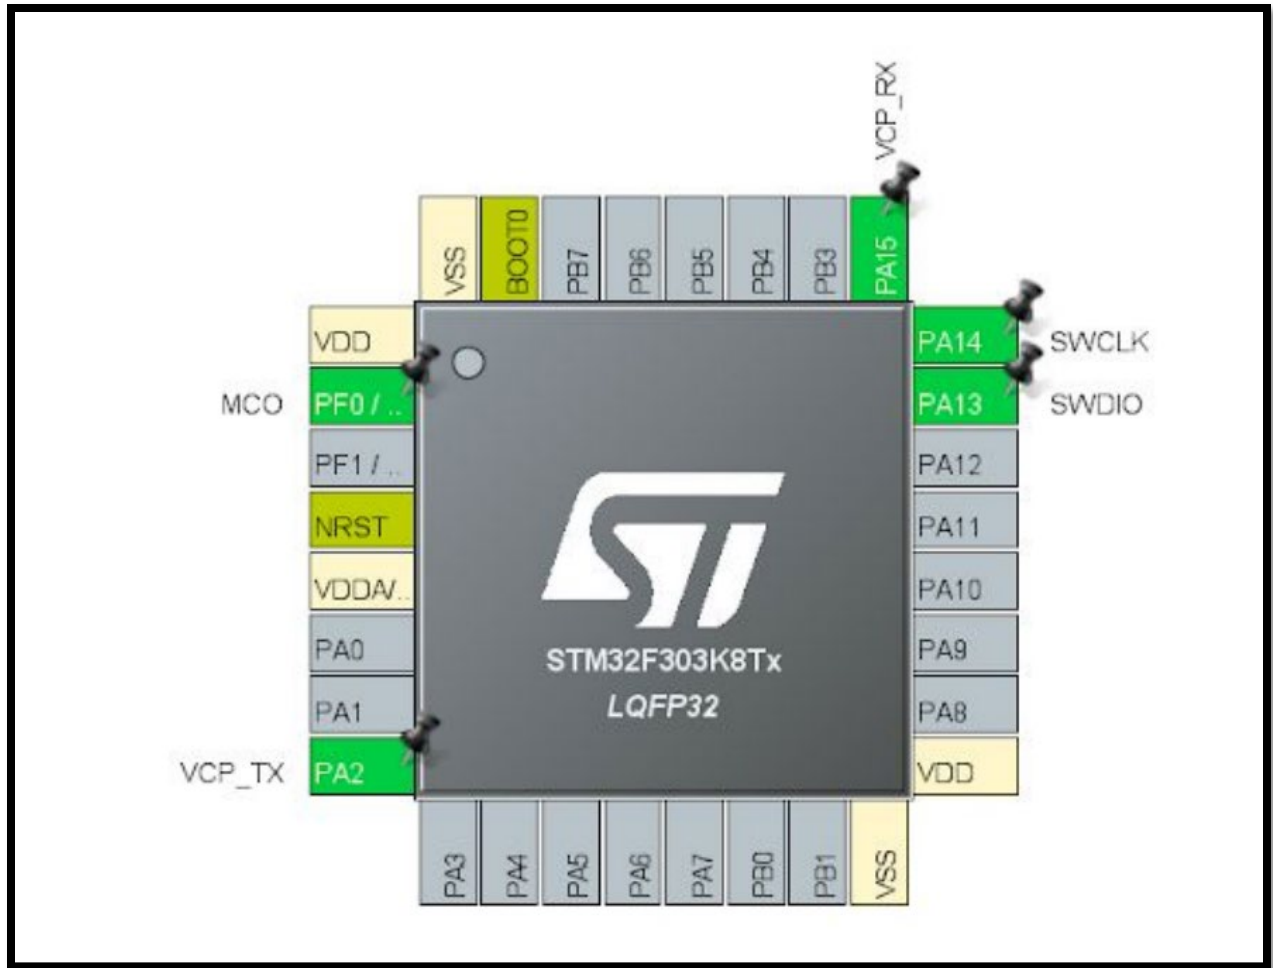 VCP_RX
VSS
BOOT0
PB7
PB6
PB5
PB4
PB3
PA15
VDD
MCO PF0 / ..
PF1 / ..
NRST
VDDA/..
PA0
PA1
VCP_TX PA2
ST
STM32F303K8Tx
LQFP32
PA14 SWCLK
PA13 SWDIO
PA12
PA11
PA10
PA9
PA8
VDD
PA3
PA4
PA5
PA6
PA7
PB0
PB1
VSS